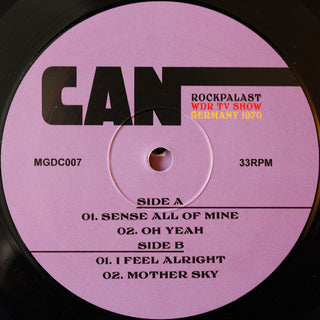 CAN
ROCKPALAST
WDR TV SHOW
GERMANY 1970
MGDC007
33RPM
SIDE A
01. SENSE ALL OF MINE
02. OH YEAH
SIDE B
01. I FEEL ALRIGHT
02. MOTHER SKY